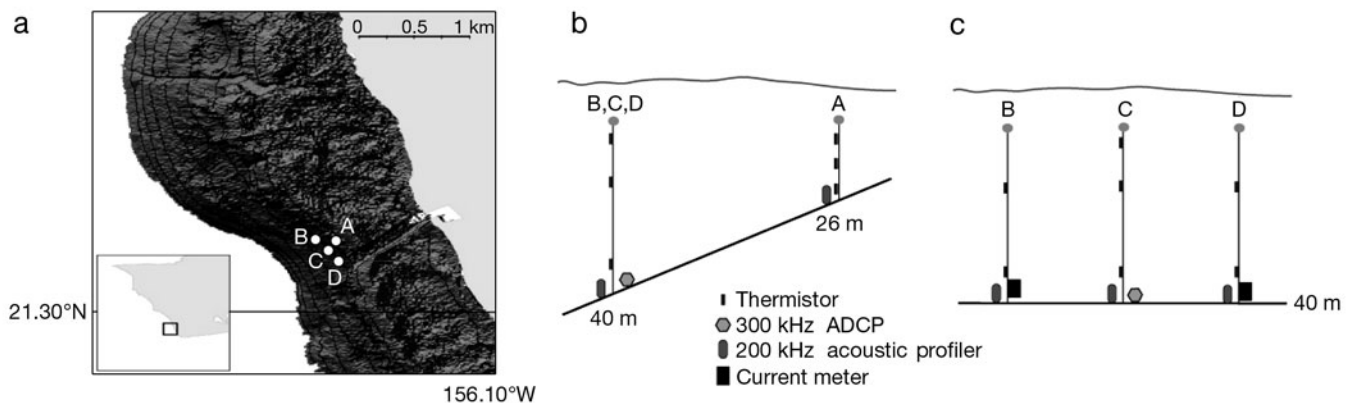 a
0 0.5 1 km
A
B
C
D
21.30°N
156.10°W
b
B,C,D
A
26 m
40 m
Thermistor
300 kHz ADCP
200 kHz acoustic profiler
Current meter
c
B C D
40 m